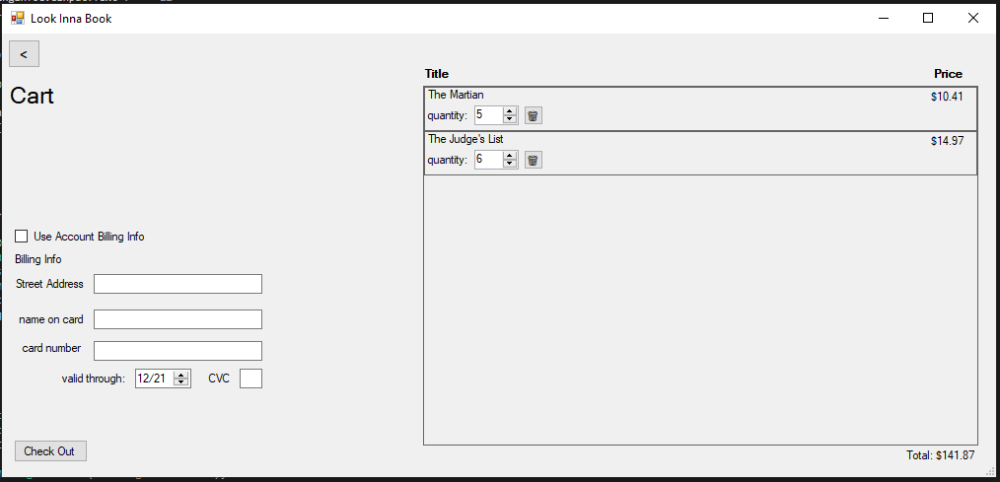 Look Inna Book
<
Cart
Title Price
The Martian $10.41
quantity: 5
The Judge's List $14.97
quantity: 6
Use Account Billing Info
Billing Info
Street Address
name on card
card number
valid through: 12/21 CVC
Check Out
Total: $141.87